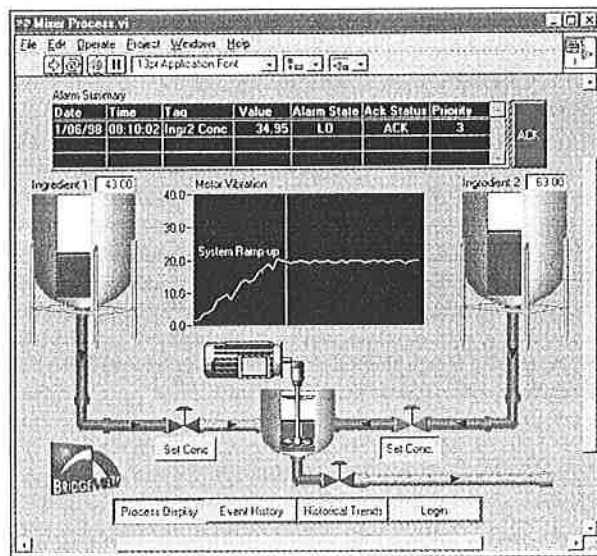 Mixer Process.vi
File Edit Operate Project Windows Help
13pt Application Font
Alarm Summary
Date Time Tag Value Alarm State Ack Status Priority
1/06/98 00:10:02 Ingr2 Conc 34.95 LO ACK 3
ACK
Ingredient 1 43.00
Motor Vibration
Ingredient 2 63.00
40.0
30.0
System Ramp-up
20.0
10.0
0.0
Set Conc.
Set Conc.
BRIDGEVIEW
Process Display Event History Historical Trends Login